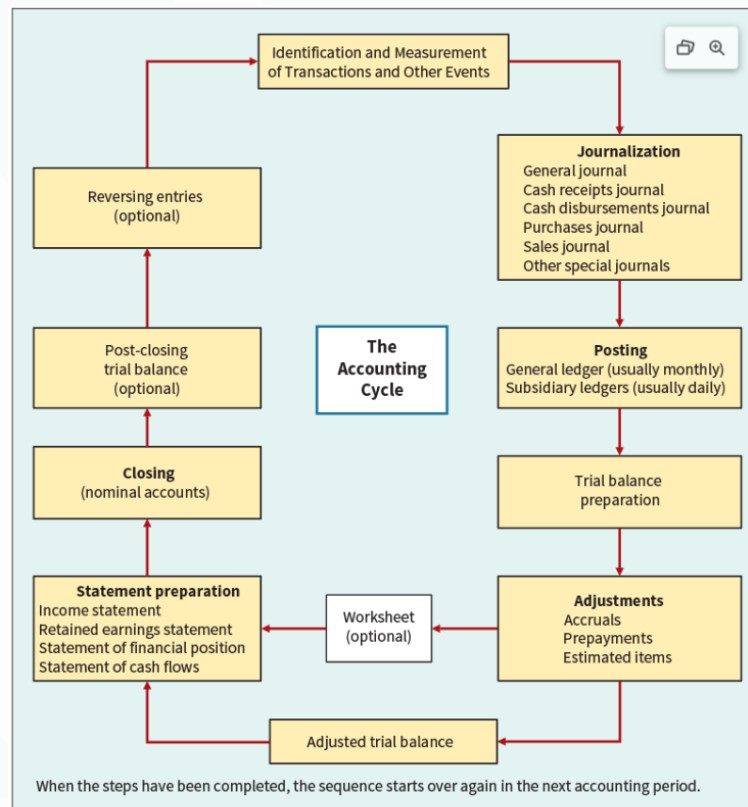 Identification and Measurement
of Transactions and Other Events
Journalization
General journal
Cash receipts journal
Cash disbursements journal
Purchases journal
Sales journal
Other special journals
Posting
General ledger (usually monthly)
Subsidiary ledgers (usually daily)
Trial balance
preparation
Adjustments
Accruals
Prepayments
Estimated items
Adjusted trial balance
Worksheet
(optional)
Statement preparation
Income statement
Retained earnings statement
Statement of financial position
Statement of cash flows
Closing
(nominal accounts)
Post-closing
trial balance
(optional)
Reversing entries
(optional)
The
Accounting
Cycle
When the steps have been completed, the sequence starts over again in the next accounting period.